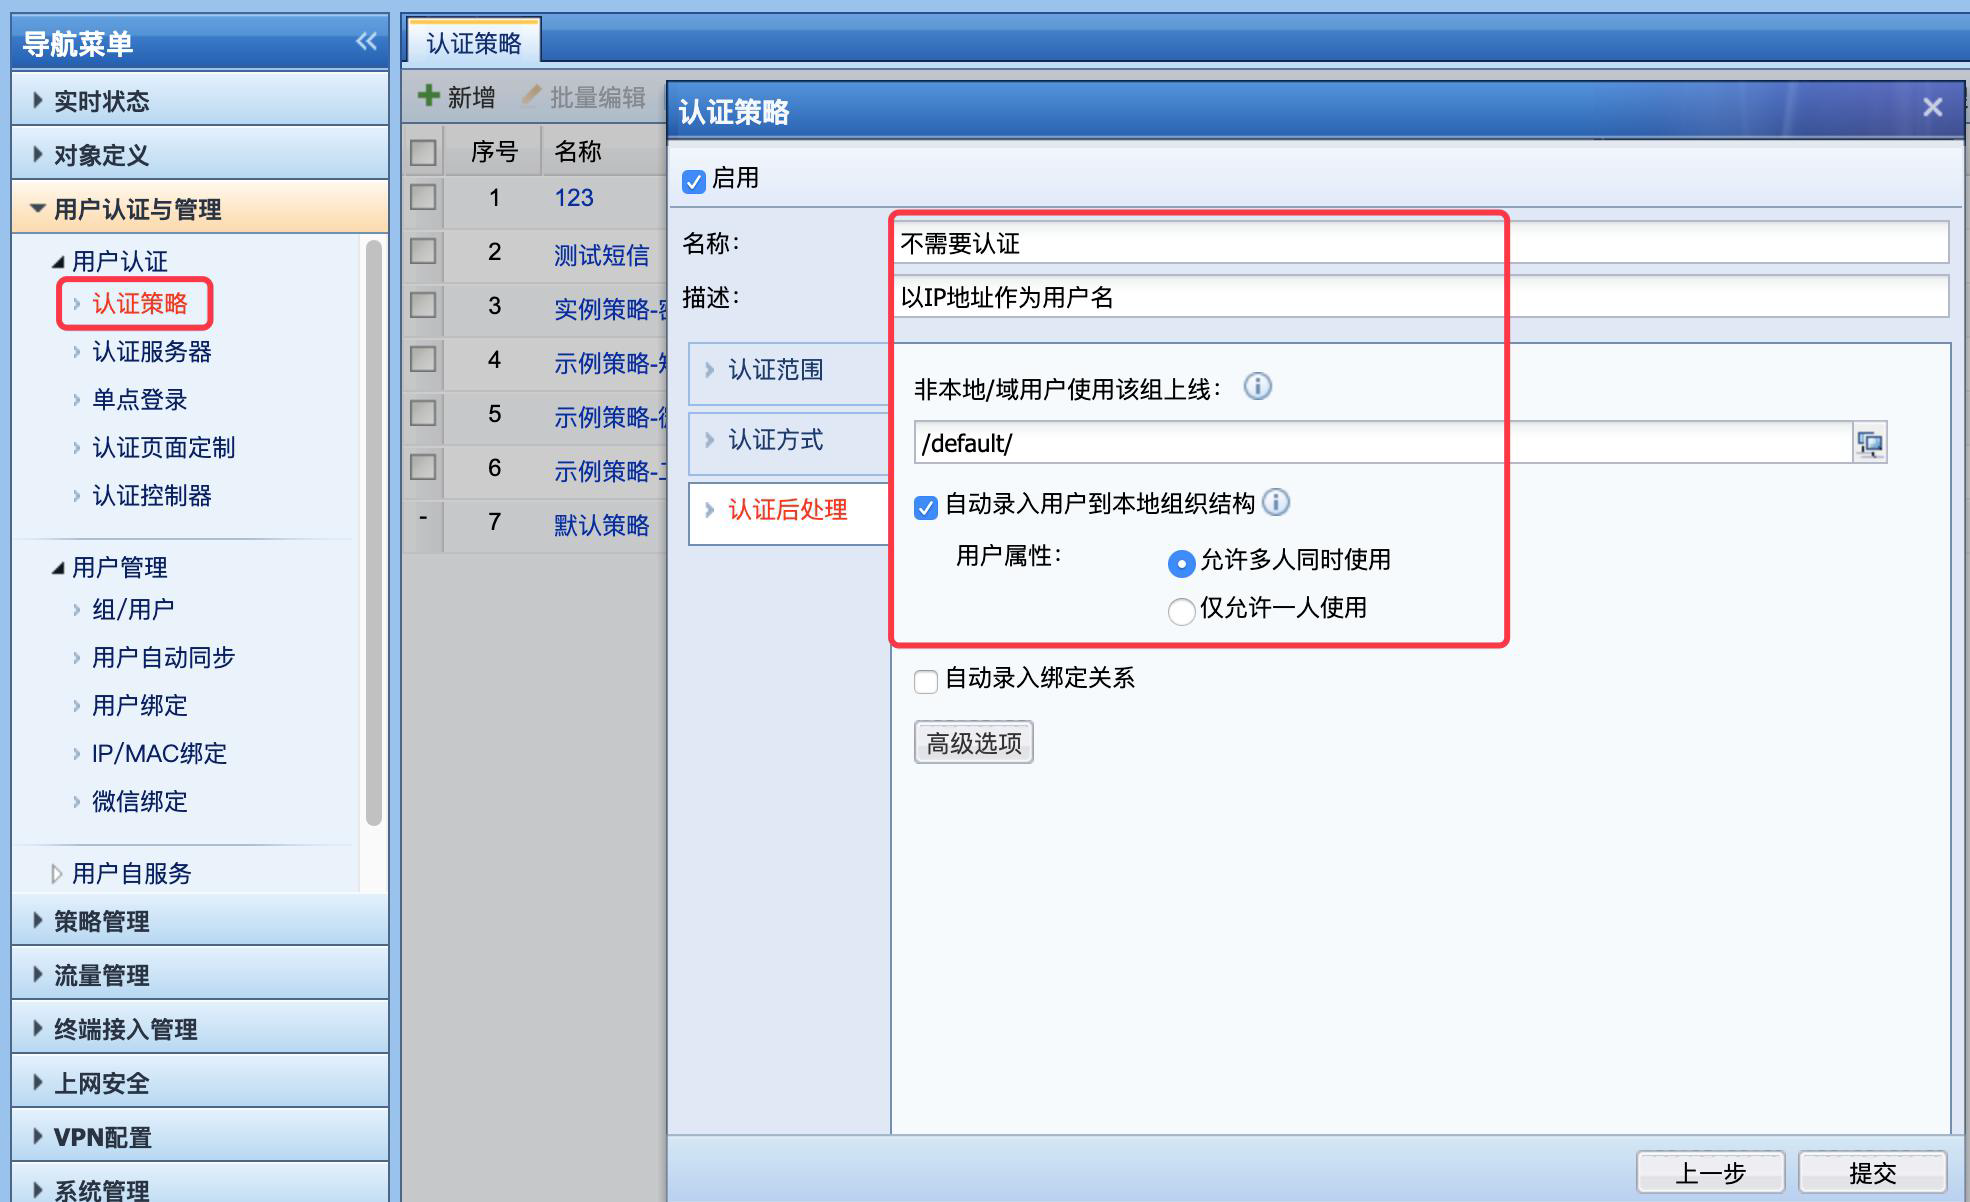 导航菜单
实时状态
对象定义
用户认证与管理
用户认证
认证策略
认证服务器
单点登录
认证页面定制
认证控制器
用户管理
组/用户
用户自动同步
用户绑定
IP/MAC绑定
微信绑定
用户自服务
策略管理
流量管理
终端接入管理
上网安全
VPN配置
系统管理
认证策略
新增 批量编辑
序号 名称
1 123
2 测试短信
3 实例策略-
4 示例策略-
5 示例策略-
6 示例策略-
- 7 默认策略
认证策略
启用
名称: 不需要认证
描述: 以IP地址作为用户名
认证范围
认证方式
认证后处理
非本地/域用户使用该组上线:
/default/
自动录入用户到本地组织结构
用户属性: 允许多人同时使用
仅允许一人使用
自动录入绑定关系
高级选项
上一步 提交